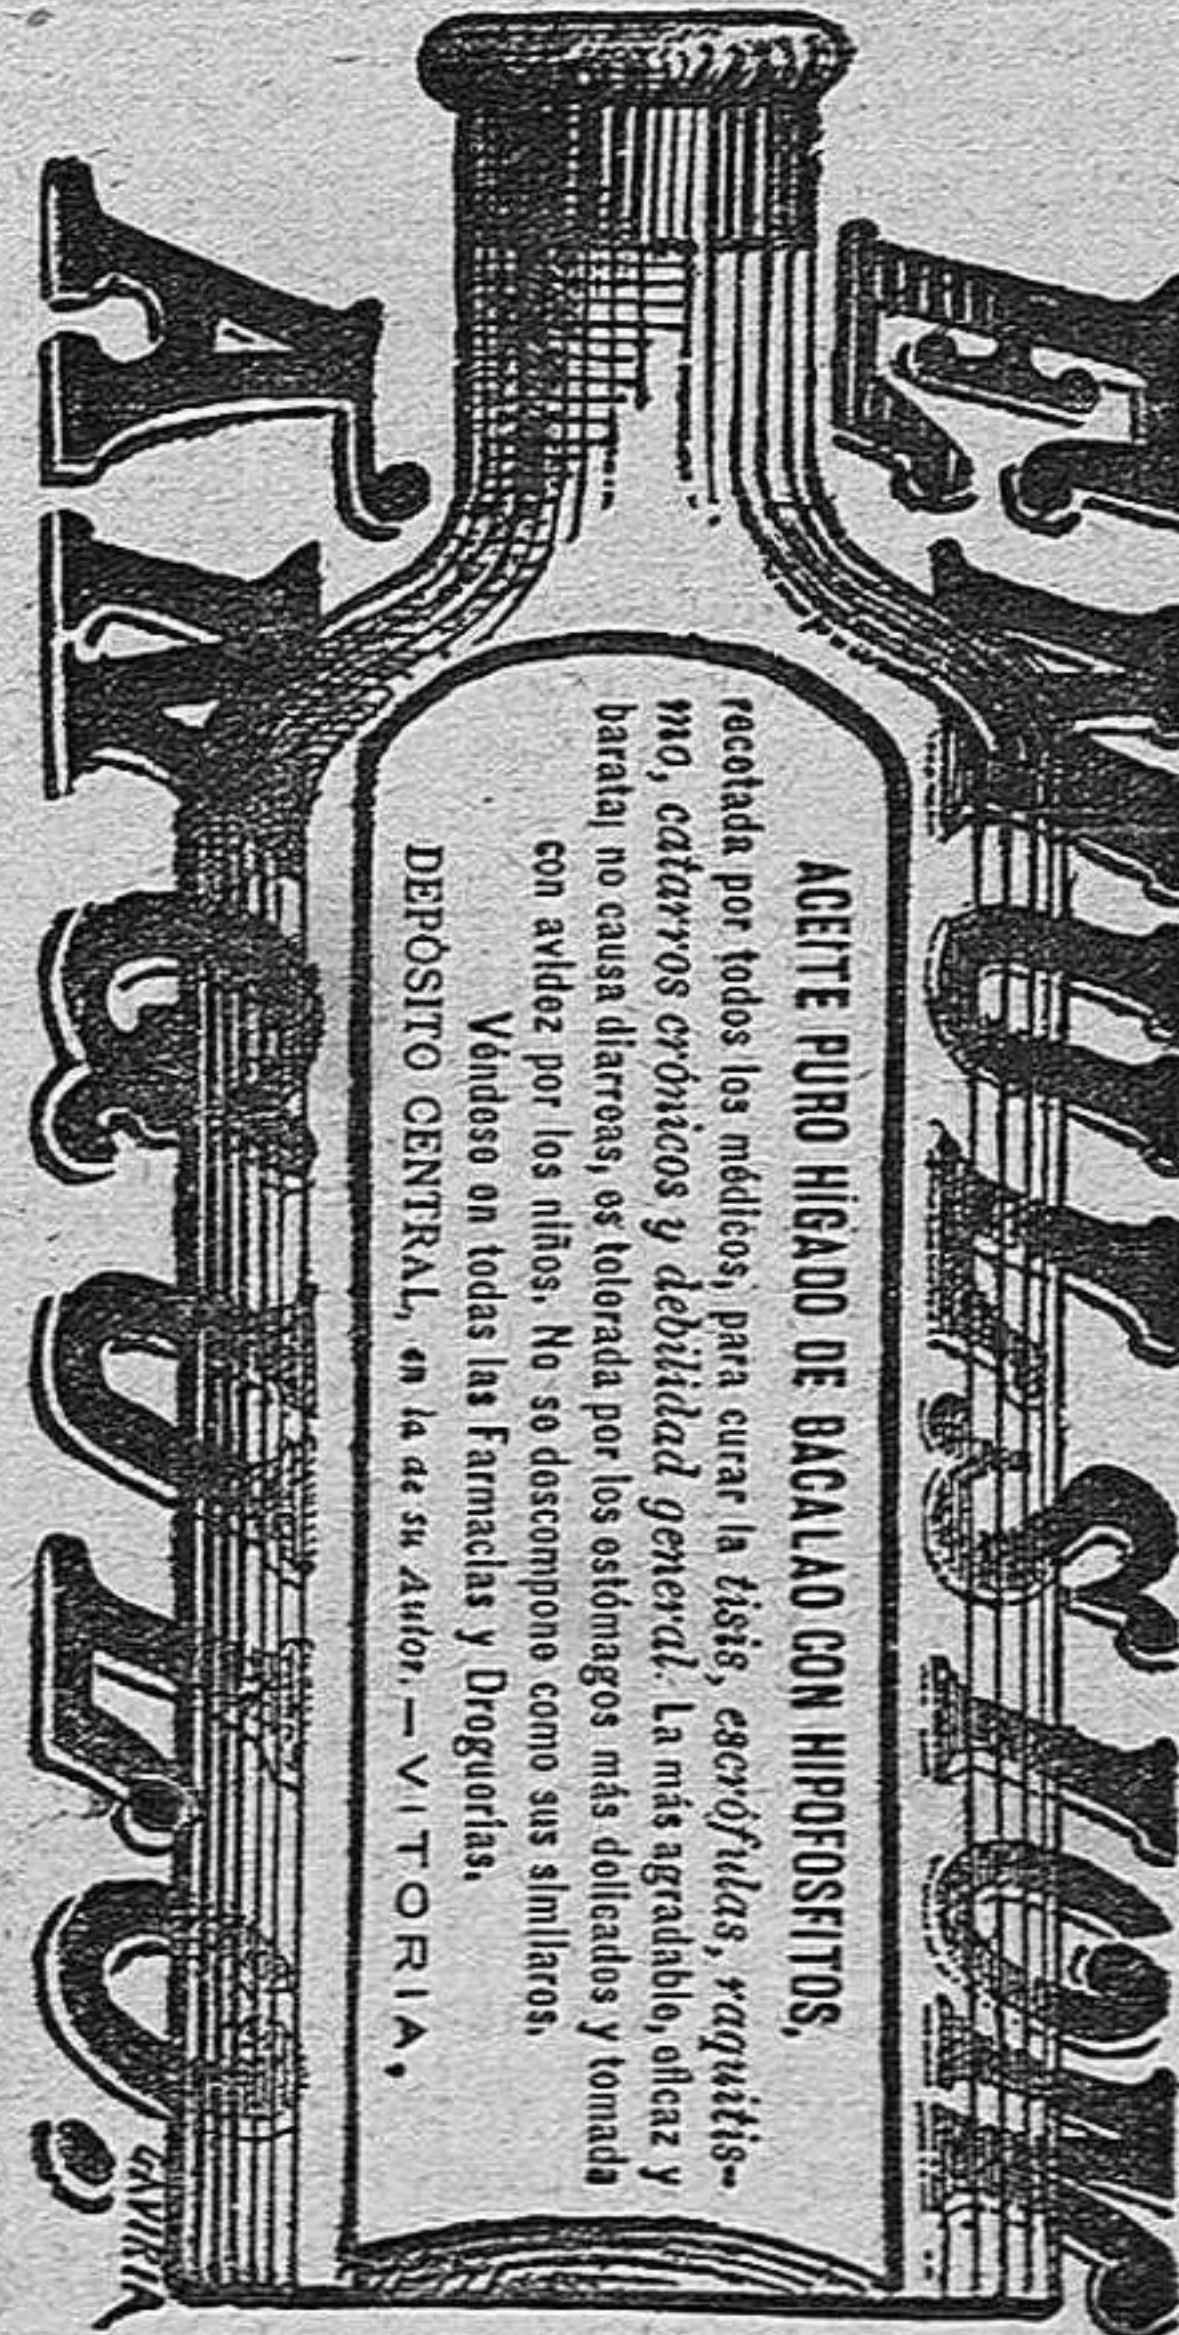 EMULSION
ACEITE PURO HÍGADO DE BACALAO CON HIPOFOSFITOS,
recetada por todos los médicos, para curar la tisis, escrófulas, raquitis-
mo, catarros crónicos y debilidad general. La más agradable, eficaz y
barata; no causa diarreas, es tolerada por los estómagos más delicados y tomada
con avidez por los niños. No se descompone como sus similares.
Véndese en todas las Farmacias y Droguerías.
DEPÓSITO CENTRAL, en la de su Autor.—VITORIA.
GAVIRIA